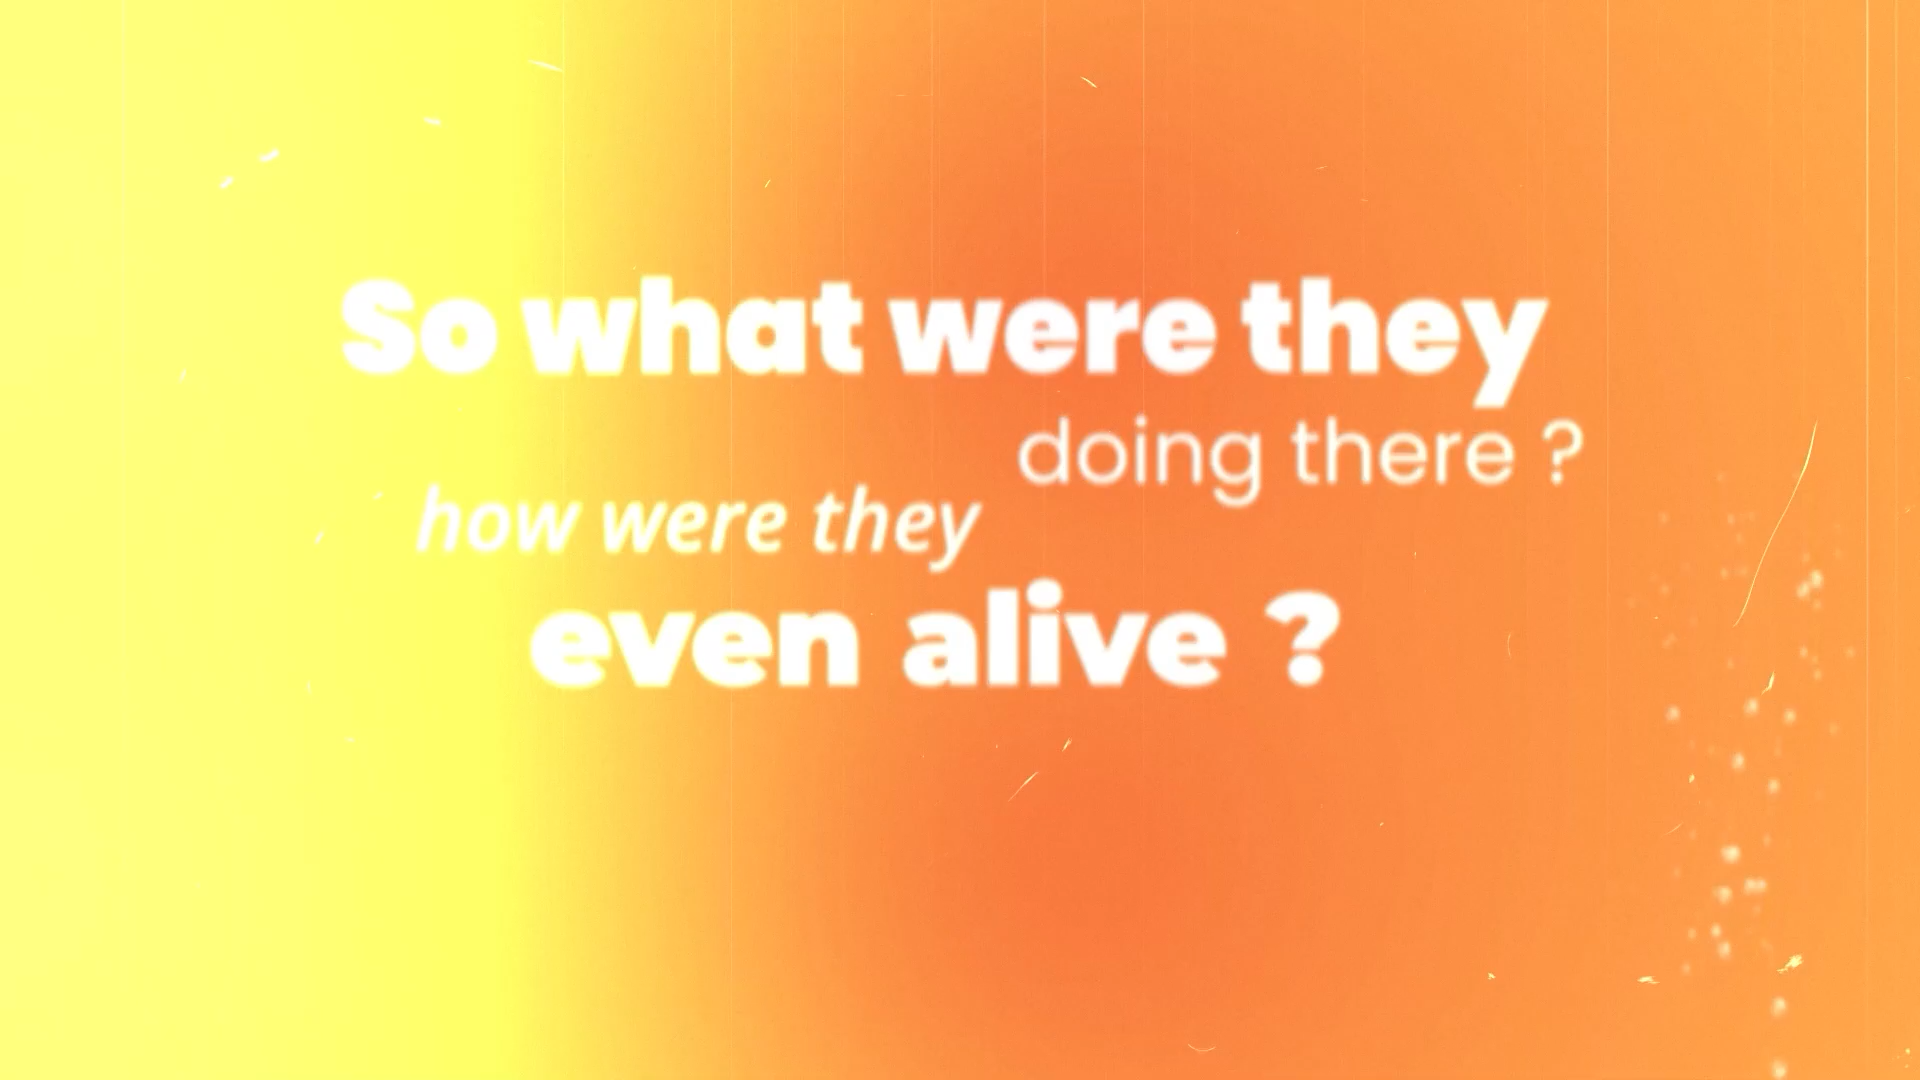 So what were they
doing there ?
how were they
even alive ?